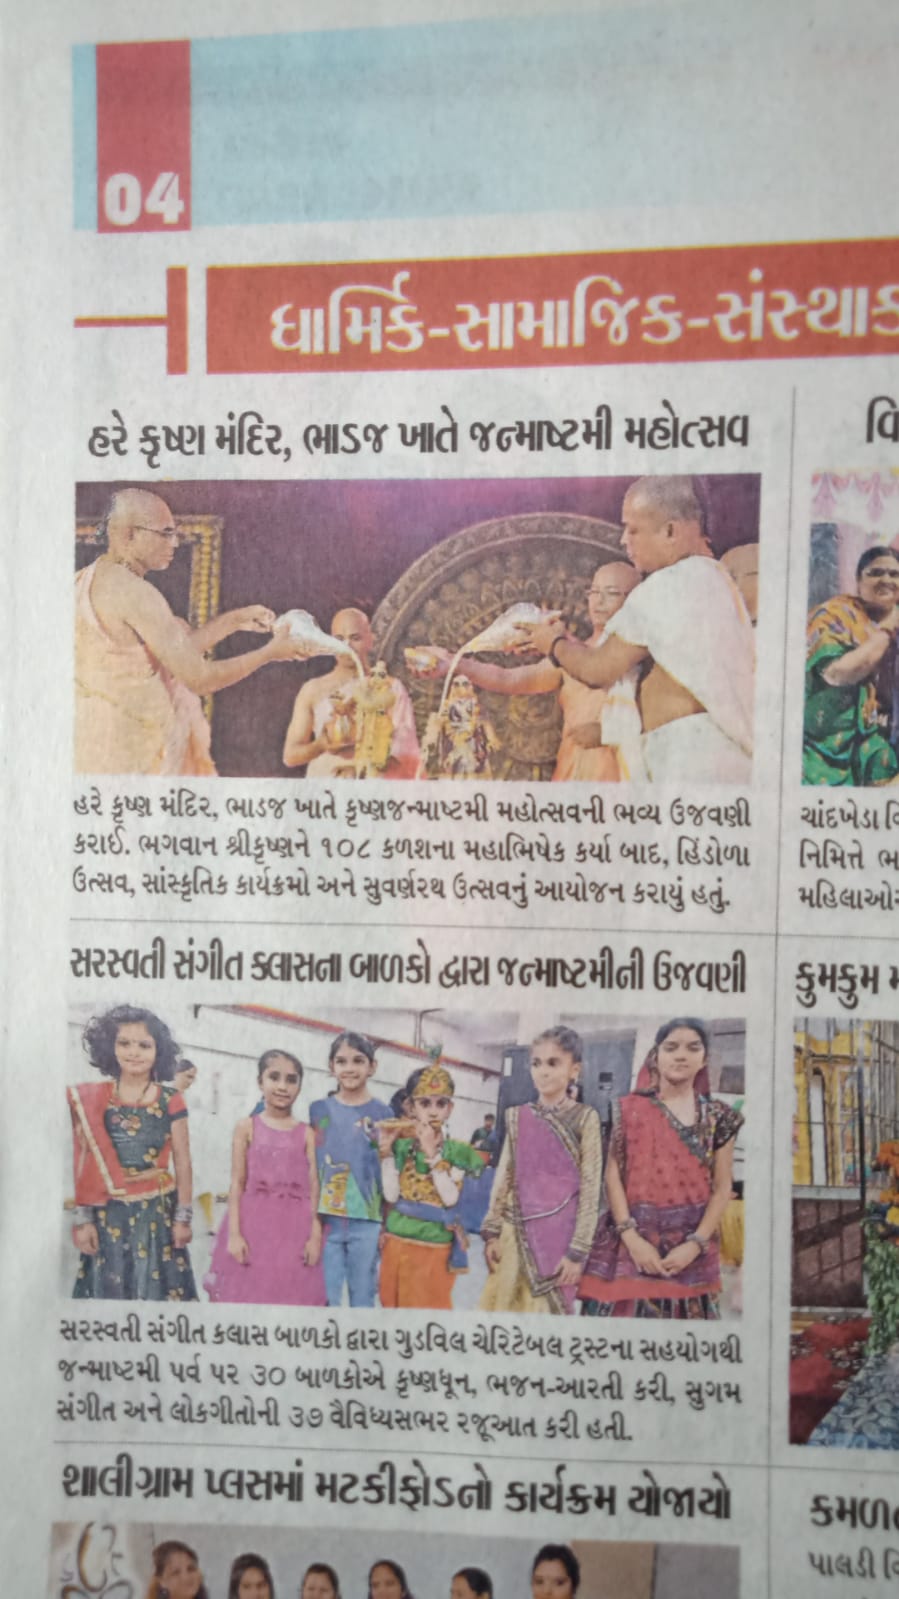 04
ધાર્મિક-સામાજિક-સંસ્થાક
હરે કૃષ્ણ મંદિર, ભાડજ ખાતે જન્માષ્ટમી મહોત્સવ
હરે કૃષ્ણ મંદિર, ભાડજ ખાતે કૃષ્ણજન્માષ્ટમી મહોત્સવની ભવ્ય ઉજવણી
કરાઈ. ભગવાન શ્રીકૃષ્ણને ૧૦૮ કળશના મહાભિષેક કર્યા બાદ, હિંડોળા
ઉત્સવ, સાંસ્કૃતિક કાર્યક્રમો અને સુવર્ણરથ ઉત્સવનું આયોજન કરાયું હતું.
સરસ્વતી સંગીત ક્લાસના બાળકો દ્વારા જન્માષ્ટમીની ઉજવણી
સરસ્વતી સંગીત કલાસ બાળકો દ્વારા ગુડવિલ ચેરિટેબલ ટ્રસ્ટના સહયોગથી
જન્માષ્ટમી પર્વ પર ૩૦ બાળકોએ કૃષ્ણધૂન, ભજન-આરતી કરી, સુગમ
સંગીત અને લોકગીતોની ૩૭ વૈવિધ્યસભર રજૂઆત કરી હતી.
શાલીગ્રામ પ્લસમાં મટકીફોડનો કાર્યક્રમ યોજાયો
વિ
ચાંદખેડા વિ
નિમિત્તે ભ
મહિલાઓ
કુમકુમ મ
કમળ
પાલડી વિ